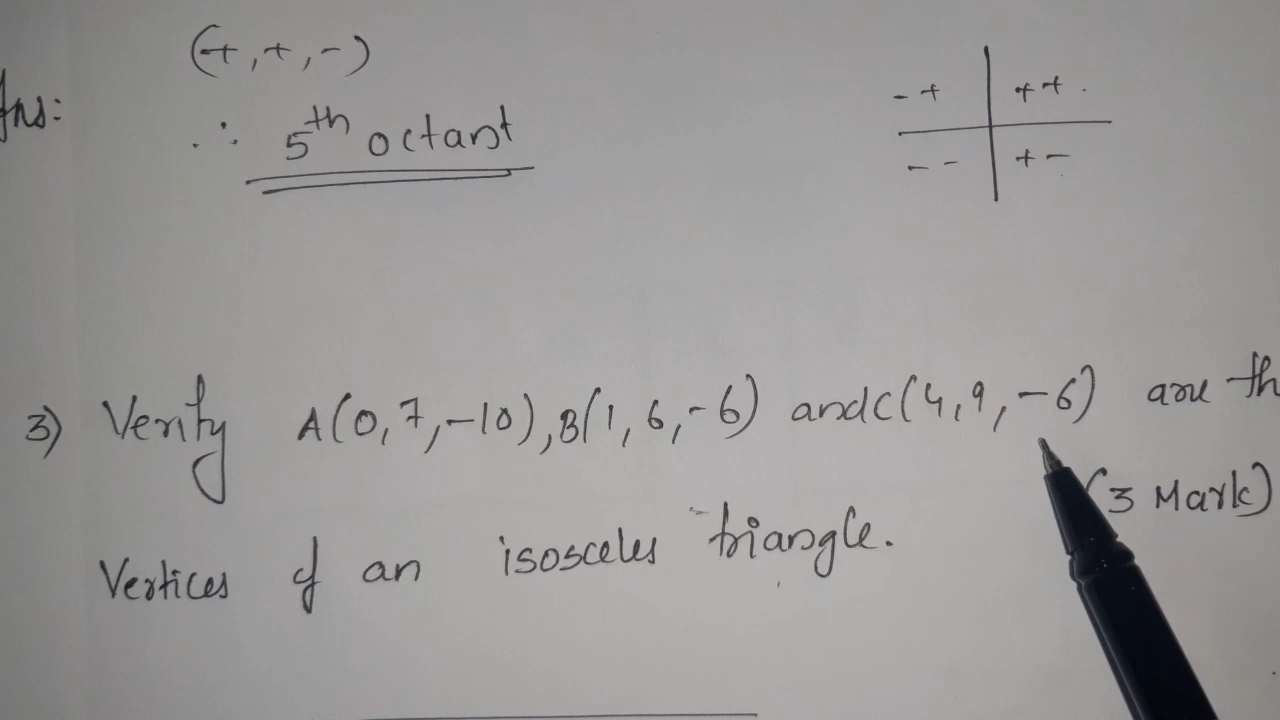 (+,+,-)
Ans:
∴ 5th octant
- +
+ +
- -
+ -
3) Verify A(0,7,-10),B(1,6,-6) and C(4,9,-6) are th
(3 Mark)
Vertices of an isosceles triangle.